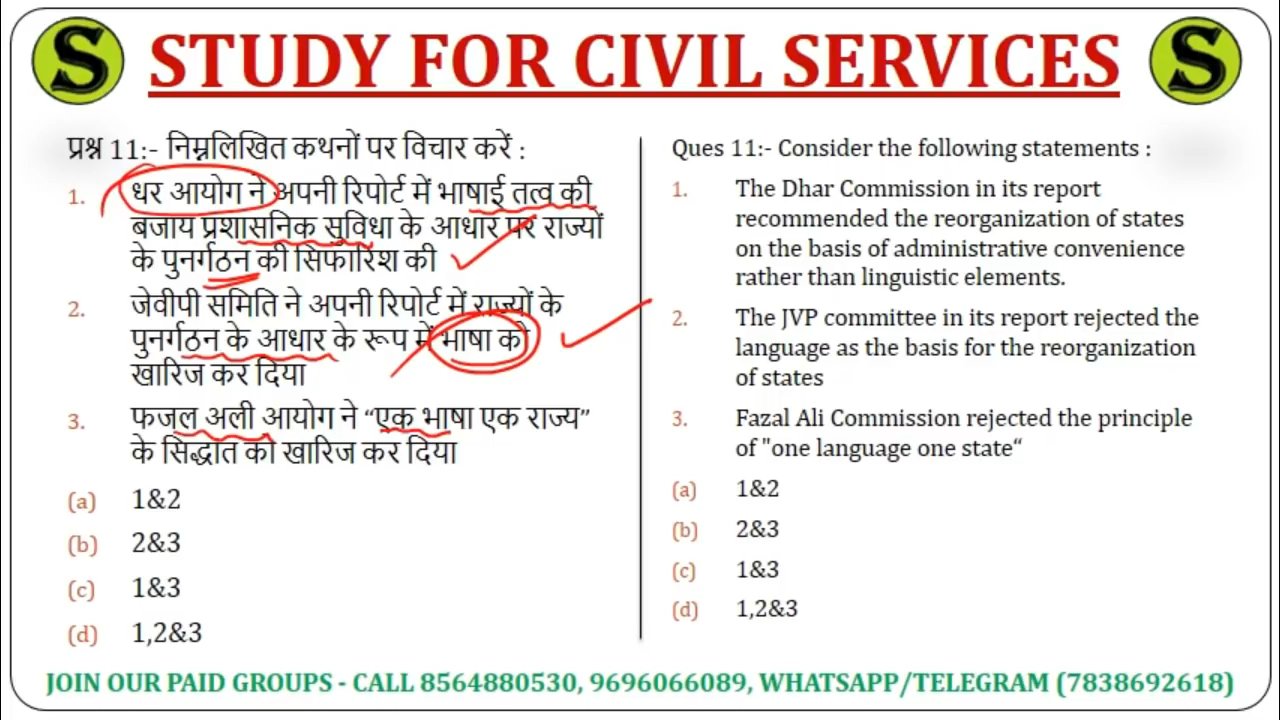 S
STUDY FOR CIVIL SERVICES
S
प्रश्न 11:- निम्नलिखित कथनों पर विचार करें :
1. धर आयोग ने अपनी रिपोर्ट में भाषाई तत्व की
बजाय प्रशासनिक सुविधा के आधार पर राज्यों
के पुनर्गठन की सिफारिश की
2. जेवीपी समिति ने अपनी रिपोर्ट में राज्यों के
पुनर्गठन के आधार के रूप में भाषा को
खारिज कर दिया
3. फजल अली आयोग ने “एक भाषा एक राज्य”
के सिद्धांत को खारिज कर दिया
(a) 1&2
(b) 2&3
(c) 1&3
(d) 1,2&3
Ques 11:- Consider the following statements :
1. The Dhar Commission in its report
recommended the reorganization of states
on the basis of administrative convenience
rather than linguistic elements.
2. The JVP committee in its report rejected the
language as the basis for the reorganization
of states
3. Fazal Ali Commission rejected the principle
of "one language one state“
(a) 1&2
(b) 2&3
(c) 1&3
(d) 1,2&3
JOIN OUR PAID GROUPS - CALL 8564880530, 9696066089, WHATSAPP/TELEGRAM (7838692618)